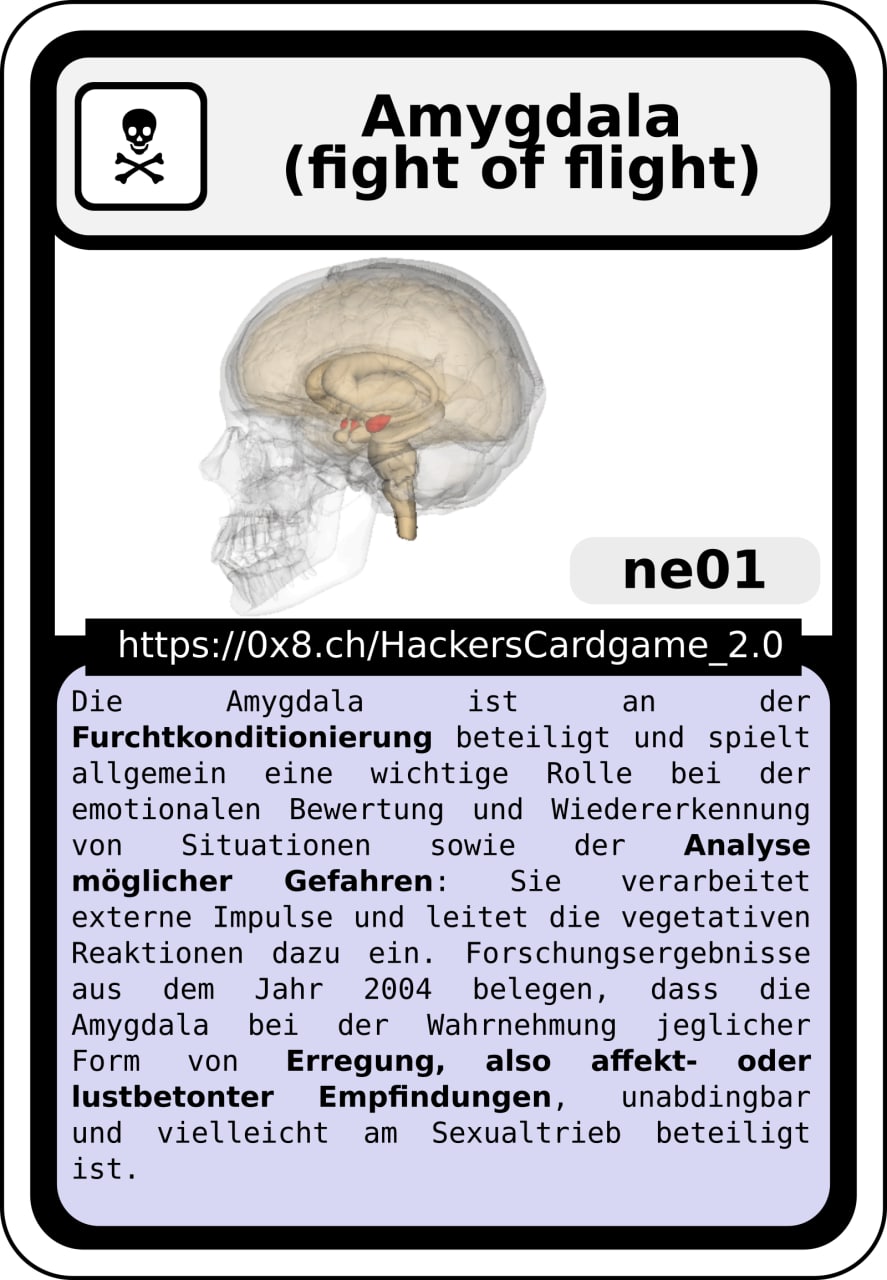 Amygdala
(fight of flight)
ne01
https://0x8.ch/HackersCardgame_2.0
Die Amygdala ist an der
Furchtkonditionierung beteiligt und spielt
allgemein eine wichtige Rolle bei der
emotionalen Bewertung und Wiedererkennung
von Situationen sowie der Analyse
möglicher Gefahren: Sie verarbeitet
externe Impulse und leitet die vegetativen
Reaktionen dazu ein. Forschungsergebnisse
aus dem Jahr 2004 belegen, dass die
Amygdala bei der Wahrnehmung jeglicher
Form von Erregung, also affekt- oder
lustbetonter Empfindungen, unabdingbar
und vielleicht am Sexualtrieb beteiligt
ist.